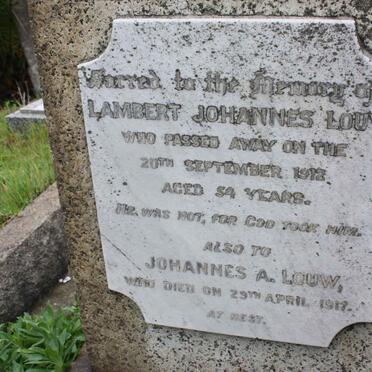 Sacred to the Memory of
LAMBERT JOHANNES LOUW
WHO PASSED AWAY ON THE
20TH SEPTEMBER 1912
AGED 54 YEARS.
HE WAS NOT, FOR GOD TOOK HIM.
ALSO TO
JOHANNES A. LOUW,
WHO DIED ON 29TH APRIL 1917.
AT REST.